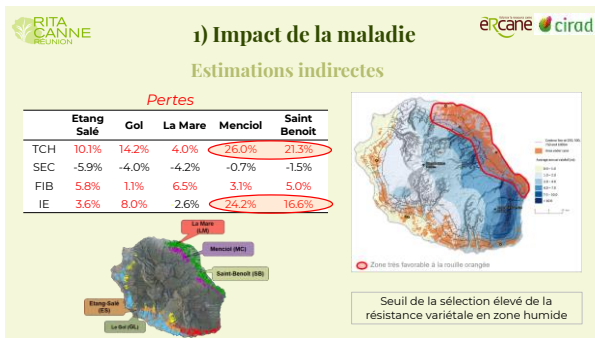 RITA
CANNE
RÉUNION
1) Impact de la maladie
eRcane
cirad
Estimations indirectes
Pertes
Etang Salé Gol La Mare Menciol Saint Benoit
TCH 10.1% 14.2% 4.0% 26.0% 21.3%
SEC -5.9% -4.0% -4.2% -0.7% -1.5%
FIB 5.8% 1.1% 6.5% 3.1% 5.0%
IE 3.6% 8.0% 2.6% 24.2% 16.6%
La Mare
(LM)
Menciol (MC)
Saint-Benoît (SB)
Etang-Salé
(ES)
Le Gol (GL)
Zone très favorable à la rouille orangée
Seuil de la sélection élevé de la
résistance variétale en zone humide